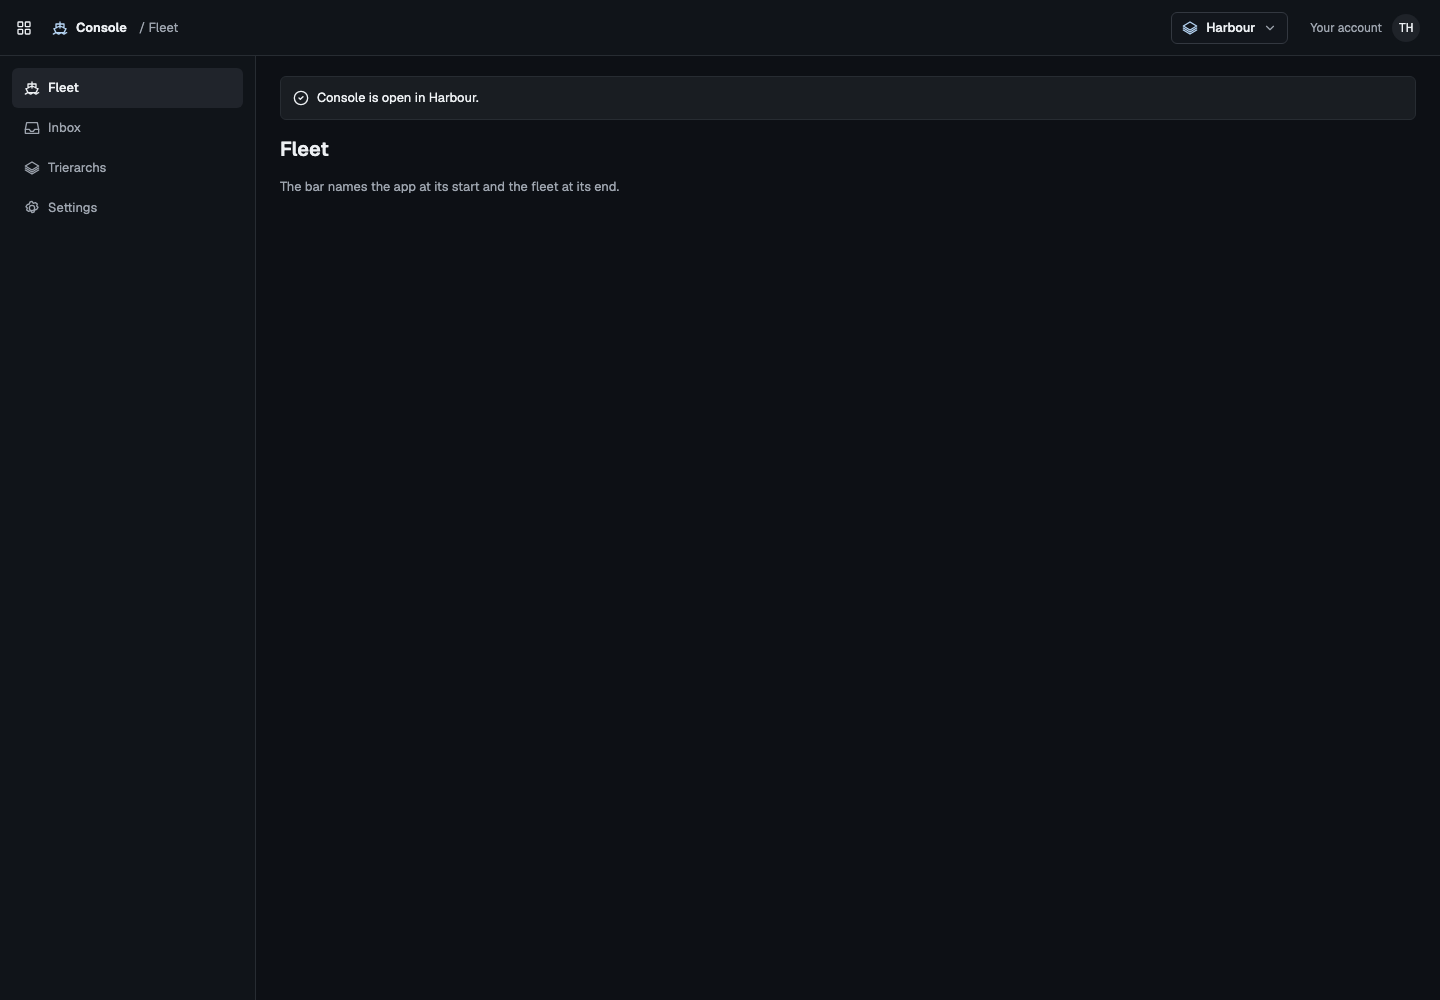 Console / Fleet
Harbour
Your account TH
Fleet
Inbox
Trierarchs
Settings
Console is open in Harbour.
Fleet
The bar names the app at its start and the fleet at its end.